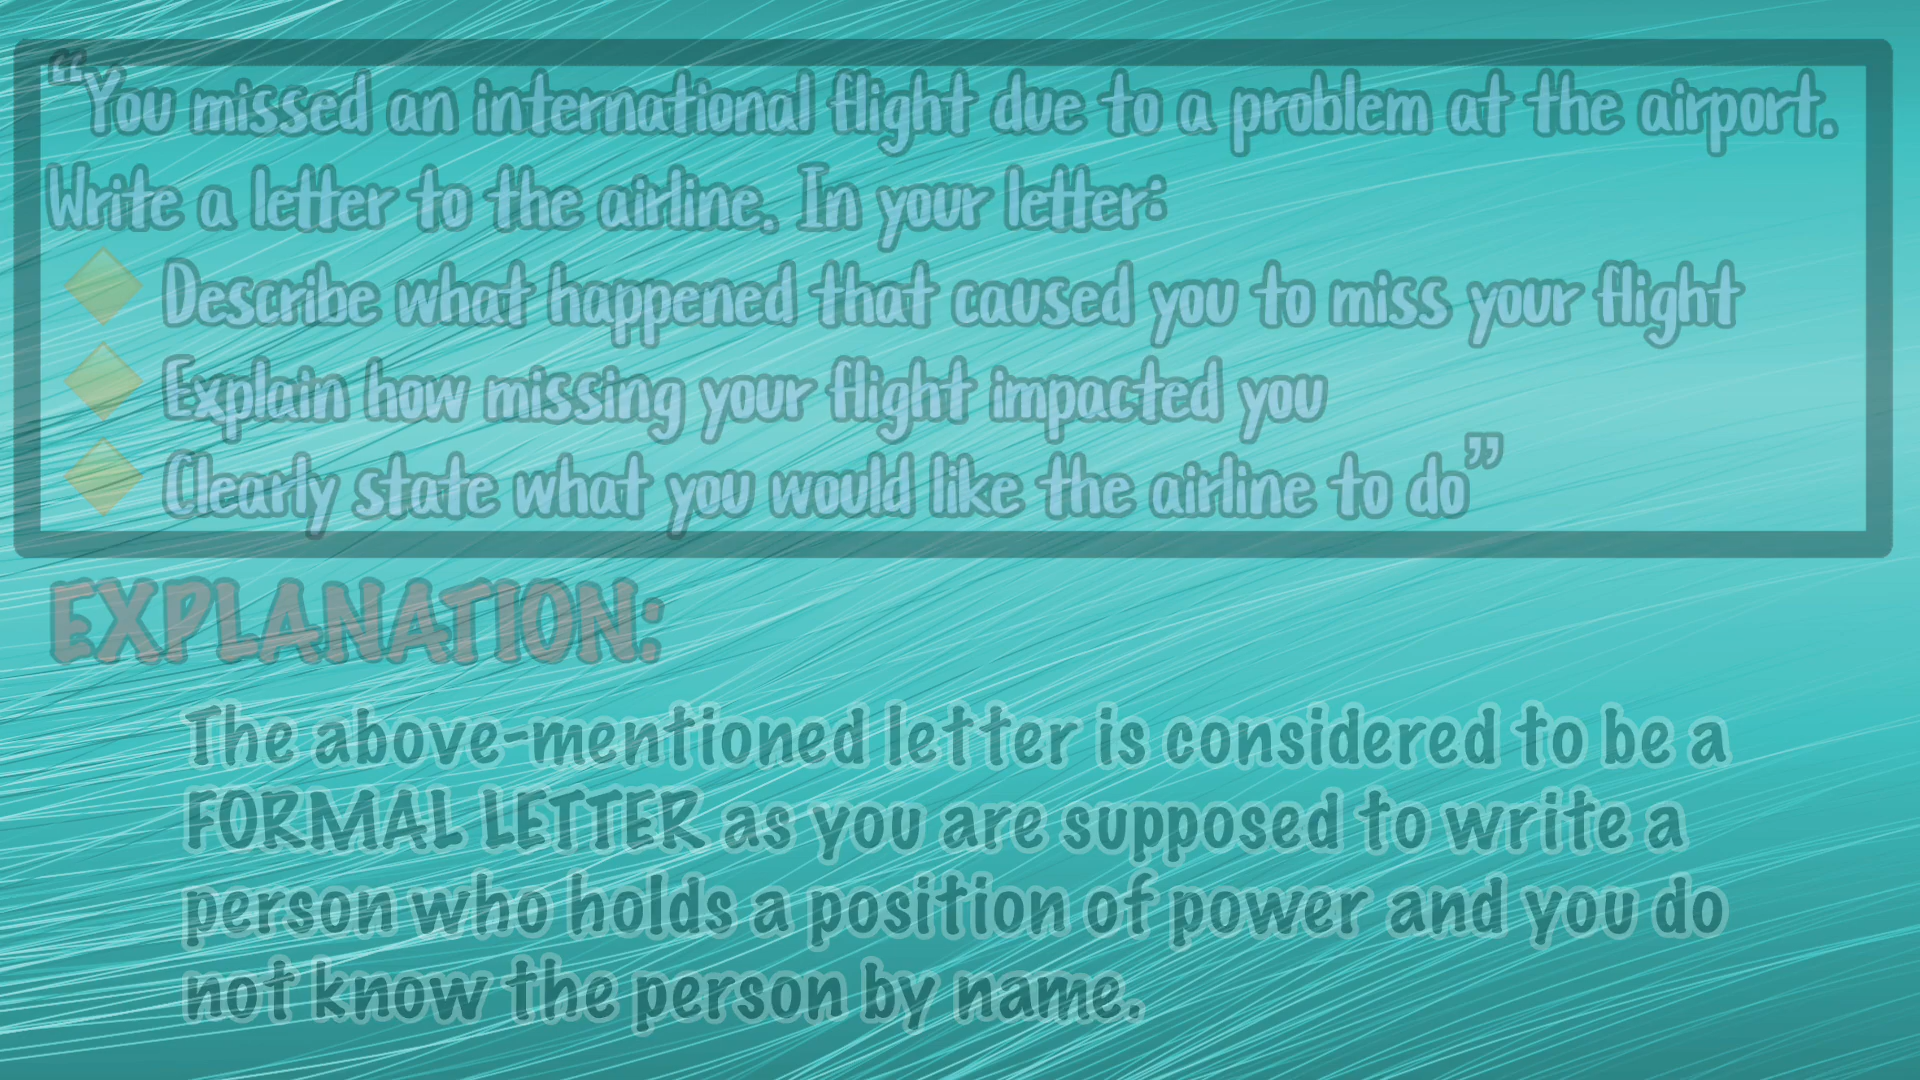 “You missed an international flight due to a problem at the airport.
Write a letter to the airline. In your letter:
Describe what happened that caused you to miss your flight
Explain how missing your flight impacted you
Clearly state what you would like the airline to do”
EXPLANATION:
The above-mentioned letter is considered to be a
FORMAL LETTER as you are supposed to write a
person who holds a position of power and you do
not know the person by name.